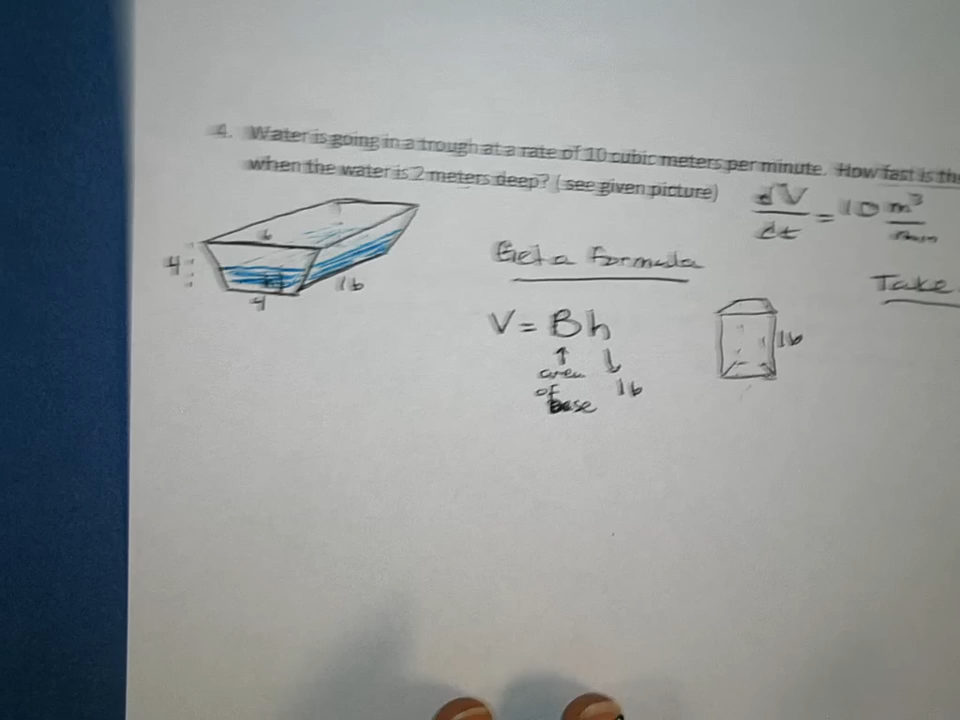 4. Water is going in a trough at a rate of 10 cubic meters per minute. How fast is the
when the water is 2 meters deep? ( see given picture)
dV/dt = 10 m³/min
6
4
16
4
Get a Formula
Take
V = Bh
16
area
of
base
16